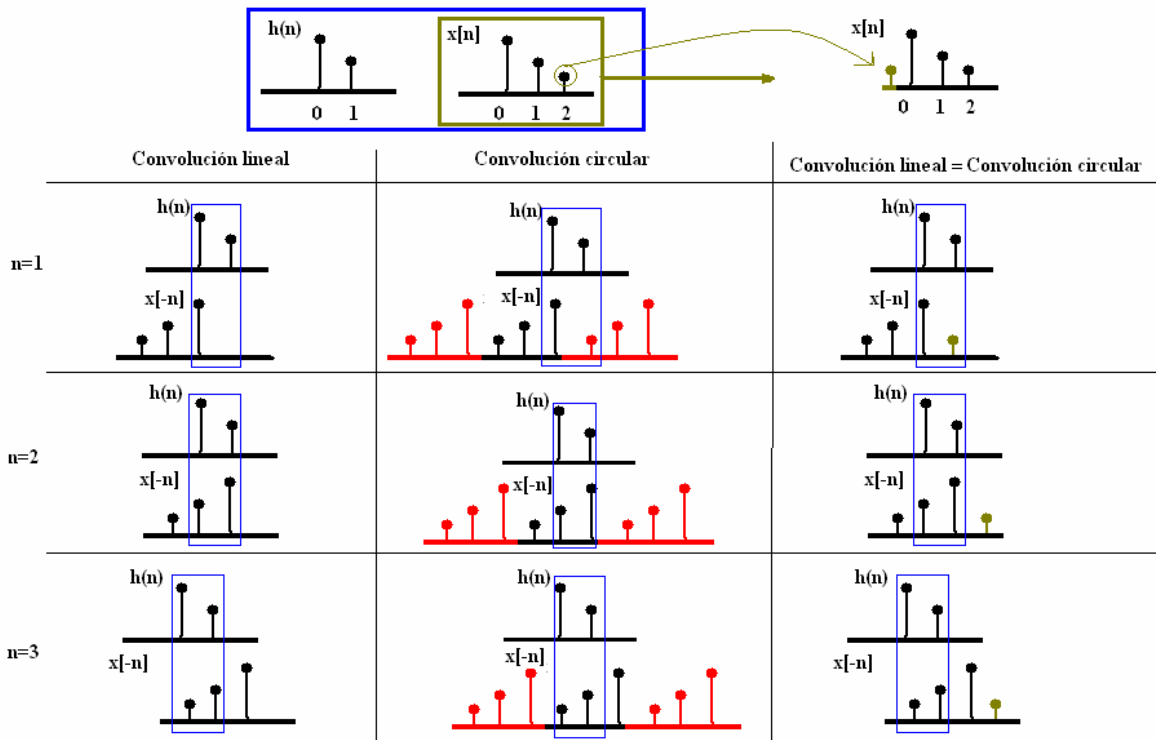 h(n)
x[n]
x[n]
0 1
0 1 2
0 1 2
Convolución lineal
Convolución circular
Convolución lineal = Convolución circular
h(n)
h(n)
h(n)
n=1
x[-n]
x[-n]
x[-n]
h(n)
h(n)
h(n)
n=2
x[-n]
x[-n]
x[-n]
h(n)
h(n)
h(n)
n=3
x[-n]
x[-n]
x[-n]